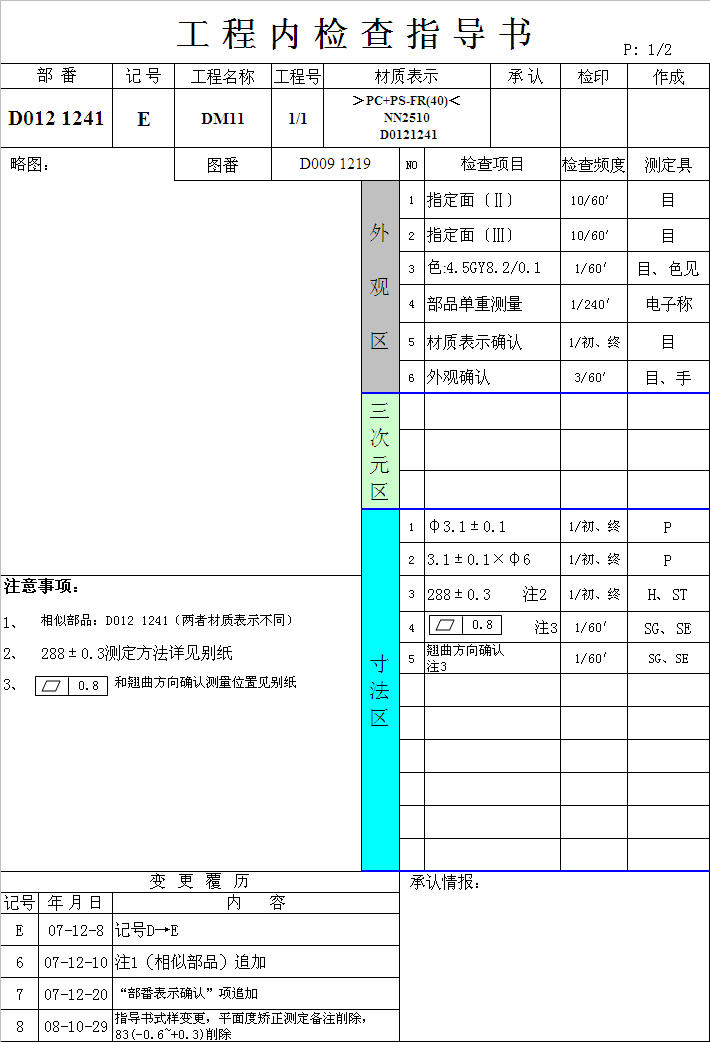 工程内检查指导书
P: 1/2
部番 记号 工程名称 工程号 材质表示 承认 检印 作成
D012 1241 E DM11 1/1 ＞PC+PS-FR(40)＜
NN2510
D0121241
略图: 图番 D009 1219 NO 检查项目 检查频度 测定具
外观区
1 指定面（Ⅱ） 10/60′ 目
2 指定面（Ⅲ） 10/60′ 目
3 色:4.5GY8.2/0.1 1/60′ 目、色见
4 部品单重测量 1/240′ 电子称
5 材质表示确认 1/初、终 目
6 外观确认 3/60′ 目、手
三次元区
寸法区
1 φ3.1±0.1 1/初、终 P
2 3.1±0.1×φ6 1/初、终 P
3 288±0.3 注2 1/初、终 H、ST
4 ▱ 0.8 注3 1/60′ SG、SE
5 翘曲方向确认
注3 1/60′ SG、SE
注意事项:
1、 相似部品: D012 1241（两者材质表示不同）
2、 288±0.3测定方法详见别纸
3、 ▱ 0.8 和翘曲方向确认测量位置见别纸
变更履历
记号 年月日 内容
E 07-12-8 记号D→E
6 07-12-10 注1（相似部品）追加
7 07-12-20 “部番表示确认”项追加
8 08-10-29 指导书式样变更，平面度矫正测定备注削除，
83(-0.6~+0.3)削除
承认情报: